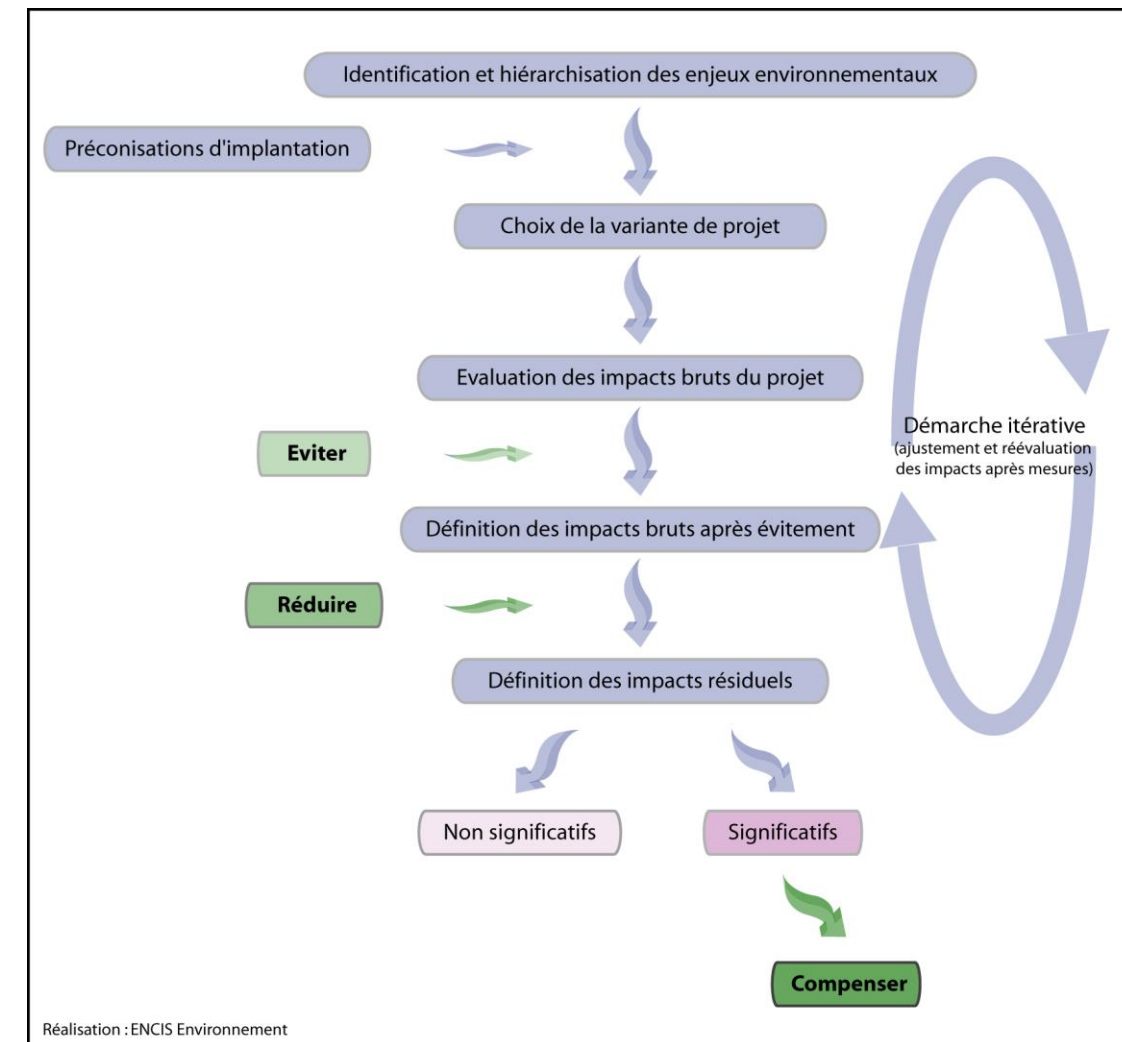 Identification et hiérarchisation des enjeux environnementaux
Préconisations d'implantation
Choix de la variante de projet
Evaluation des impacts bruts du projet
Démarche itérative
(ajustement et réévaluation
des impacts après mesures)
Eviter
Définition des impacts bruts après évitement
Réduire
Définition des impacts résiduels
Non significatifs
Significatifs
Compenser
Réalisation : ENCIS Environnement